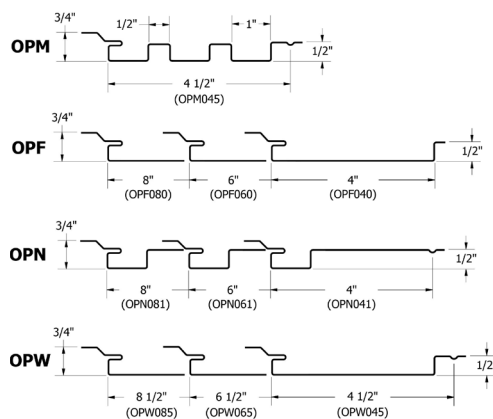 3/4"
1/2"
1"
OPM
1/2"
4 1/2"
(OPM045)
3/4"
OPF
1/2"
8"
6"
4"
(OPF080)
(OPF060)
(OPF040)
3/4"
OPN
1/2"
8"
6"
4"
(OPN081)
(OPN061)
(OPN041)
3/4"
OPW
1/2
8 1/2"
6 1/2"
4 1/2"
(OPW085)
(OPW065)
(OPW045)